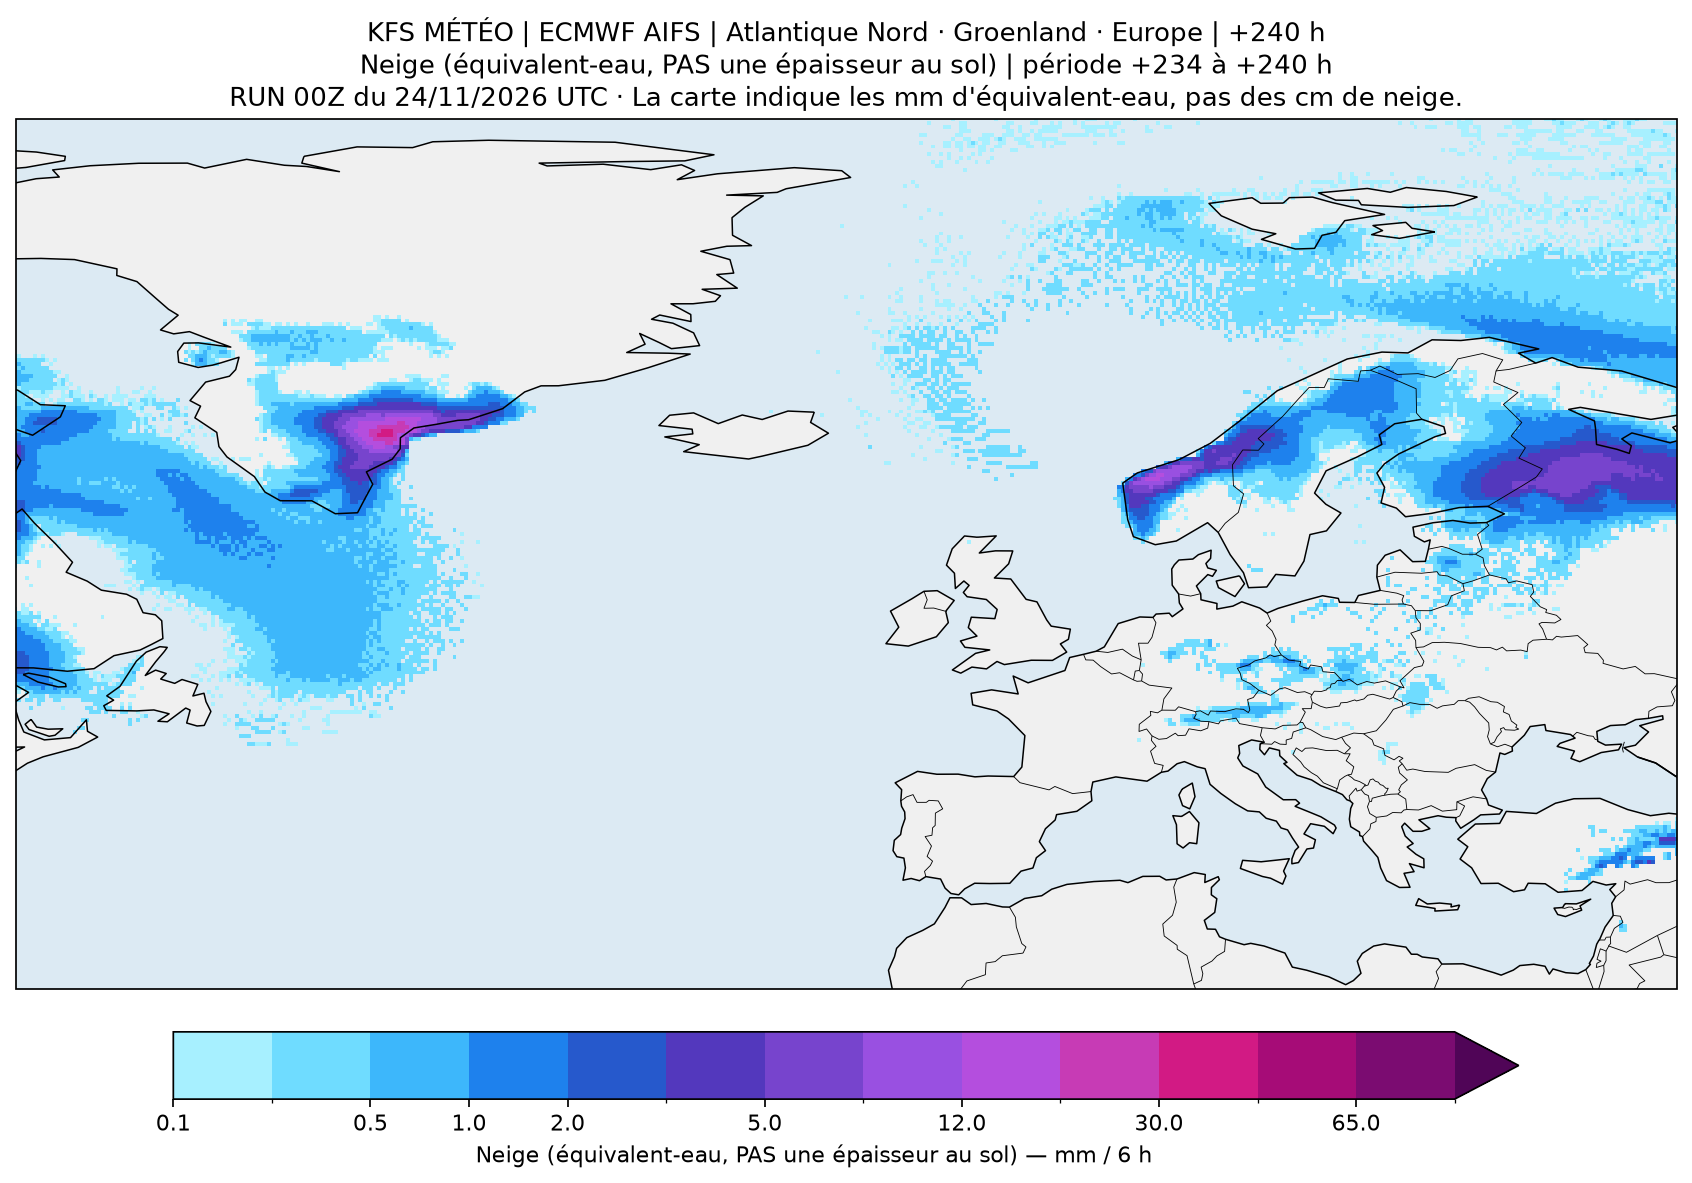 KFS MÉTÉO | ECMWF AIFS | Atlantique Nord · Groenland · Europe | +240 h
Neige (équivalent-eau, PAS une épaisseur au sol) | période +234 à +240 h
RUN 00Z du 24/11/2026 UTC · La carte indique les mm d'équivalent-eau, pas des cm de neige.
0.1 0.5 1.0 2.0 5.0 12.0 30.0 65.0
Neige (équivalent-eau, PAS une épaisseur au sol) — mm / 6 h